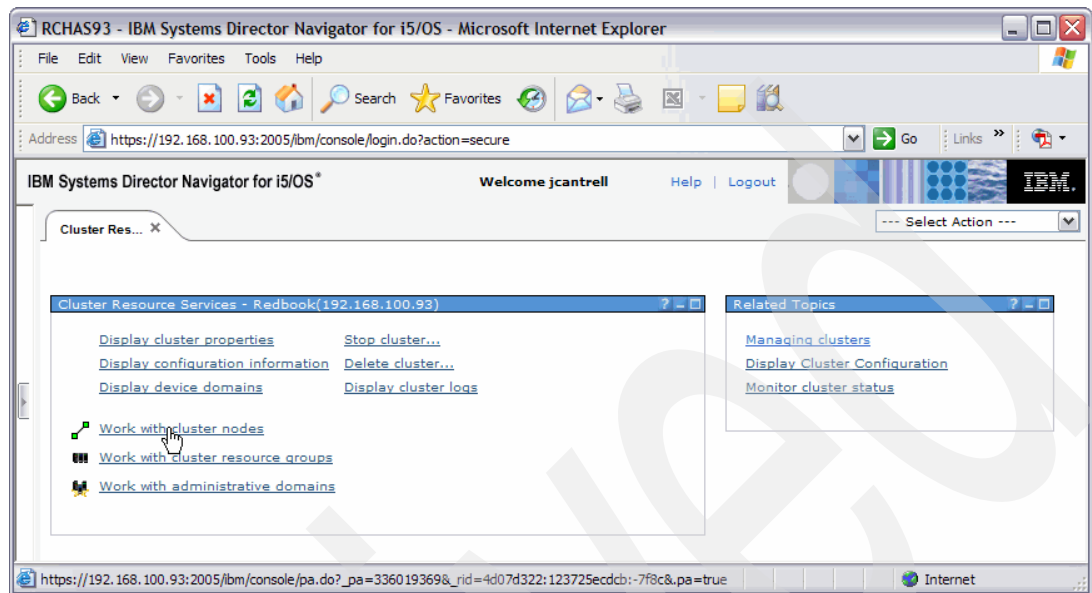 RCHAS93 - IBM Systems Director Navigator for i5/OS - Microsoft Internet Explorer
File Edit View Favorites Tools Help
Back Search Favorites
Address https://192.168.100.93:2005/ibm/console/login.do?action=secure Go Links »
IBM Systems Director Navigator for i5/OS® Welcome jcantrell Help | Logout IBM.
Cluster Res... --- Select Action ---
Cluster Resource Services - Redbook(192.168.100.93) ? Related Topics ?
Display cluster properties Stop cluster... Managing clusters
Display configuration information Delete cluster... Display Cluster Configuration
Display device domains Display cluster logs Monitor cluster status
Work with cluster nodes
Work with cluster resource groups
Work with administrative domains
https://192.168.100.93:2005/ibm/console/pa.do?_pa=336019369&_rid=4d07d322:123725ecdcb:-7f8c&.pa=true Internet